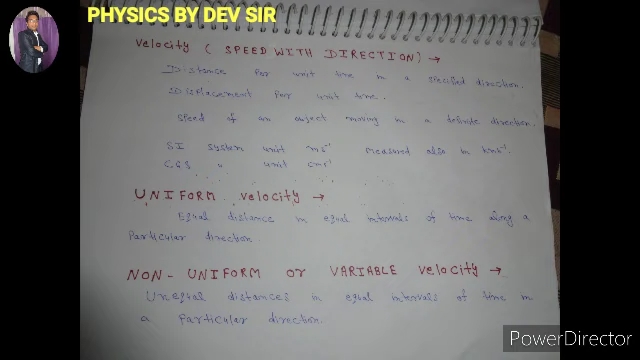 PHYSICS BY DEV SIR
Velocity ( SPEED WITH DIRECTION ) →
Distance per unit time in a specified direction.
Displacement per unit time.
Speed of an object moving in a definite direction.
SI system unit ms⁻¹ measured also in kmh⁻¹.
CGS " unit cms⁻¹
UNIFORM velocity →
Equal distance in equal intervals of time along a
Particular direction.
NON-UNIFORM or VARIABLE velocity →
Unequal distances in equal intervals of time in
a particular direction.
PowerDirector